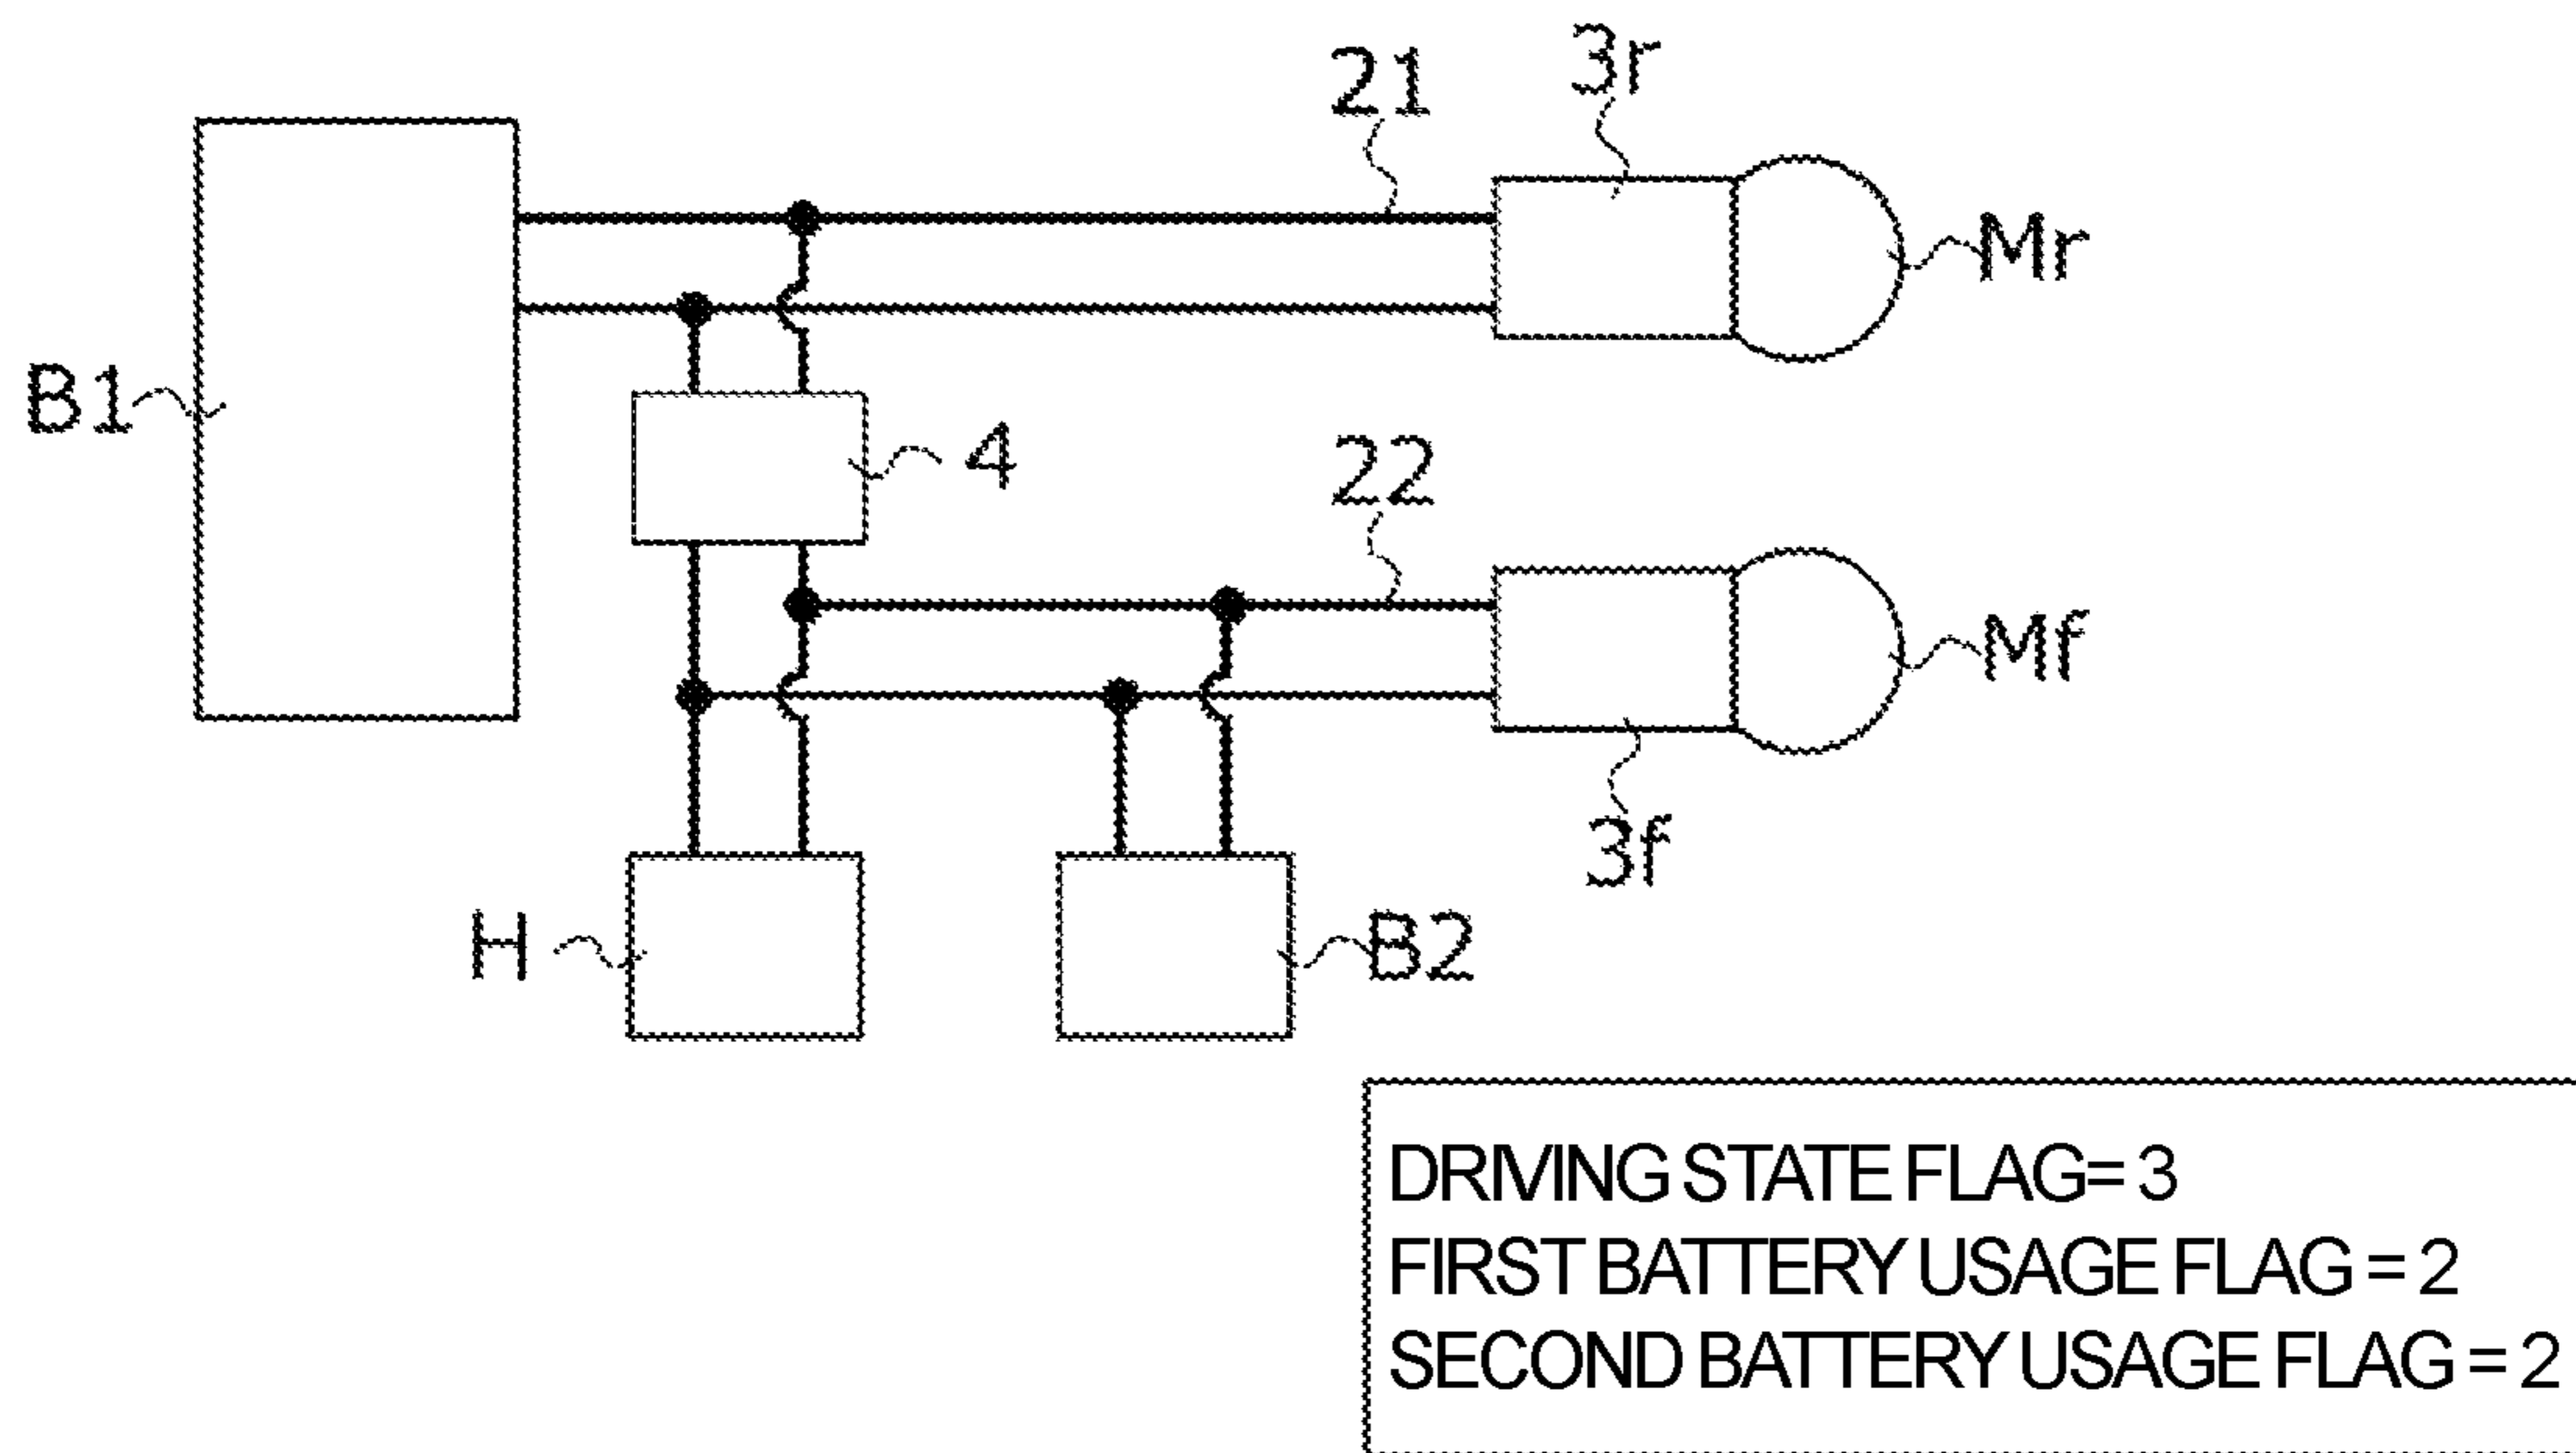 3r
21
Mr
B1
4
22
Mf
3f
H
B2
DRIVING STATE FLAG= 3
FIRST BATTERY USAGE FLAG = 2
SECOND BATTERY USAGE FLAG = 2